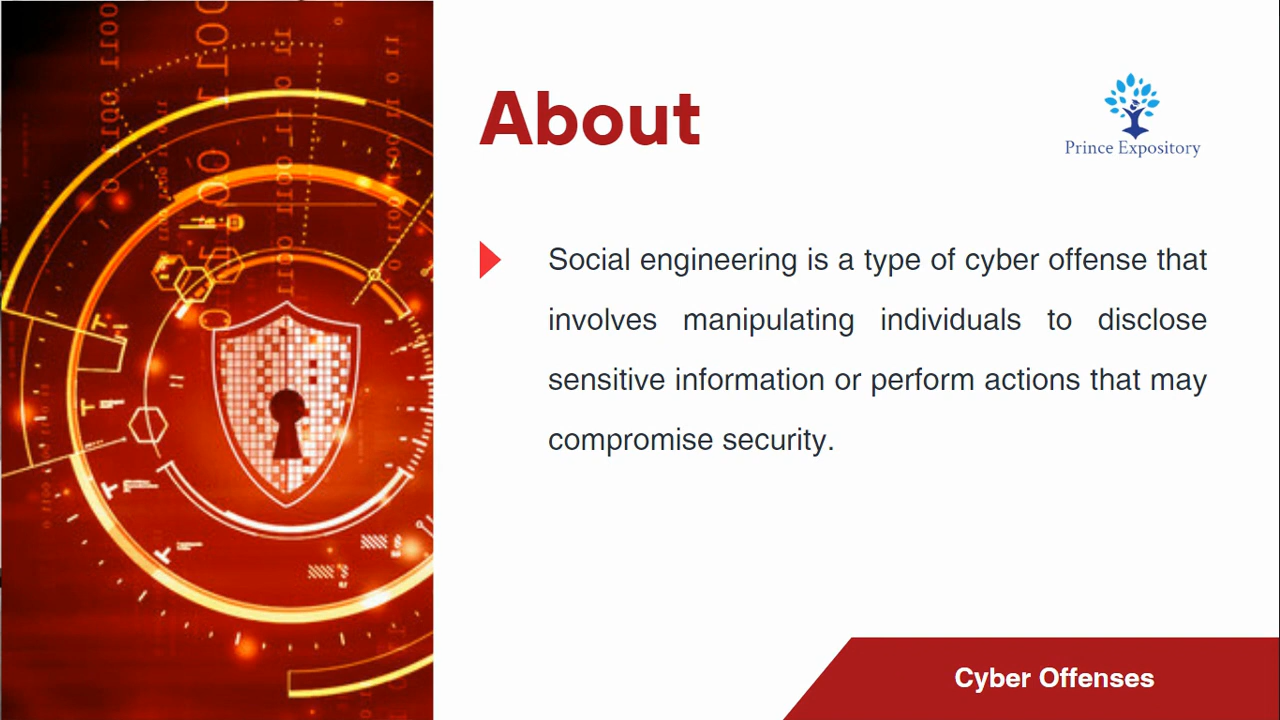 About
Prince Expository
Social engineering is a type of cyber offense that
involves manipulating individuals to disclose
sensitive information or perform actions that may
compromise security.
Cyber Offenses